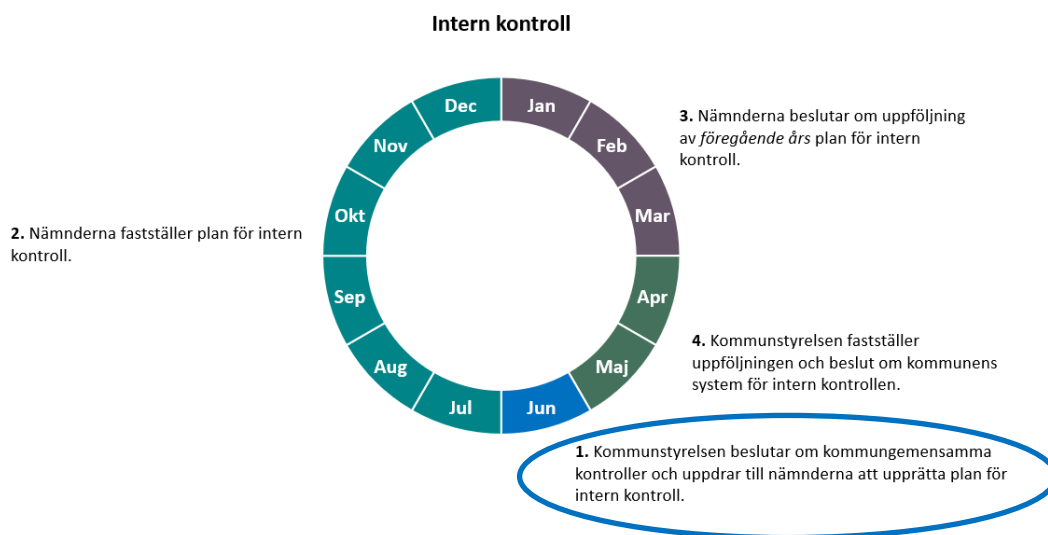 Intern kontroll
Dec
Jan
Nov
Feb
3. Nämnderna beslutar om uppföljning
av föregående års plan för intern
kontroll.
Okt
Mar
2. Nämnderna fastställer plan för intern
kontroll.
Sep
Apr
4. Kommunstyrelsen fastställer
uppföljningen och beslut om kommunens
system för intern kontrollen.
Aug
Maj
Jul
Jun
1. Kommunstyrelsen beslutar om kommungemensamma
kontroller och uppdrar till nämnderna att upprätta plan för
intern kontroll.